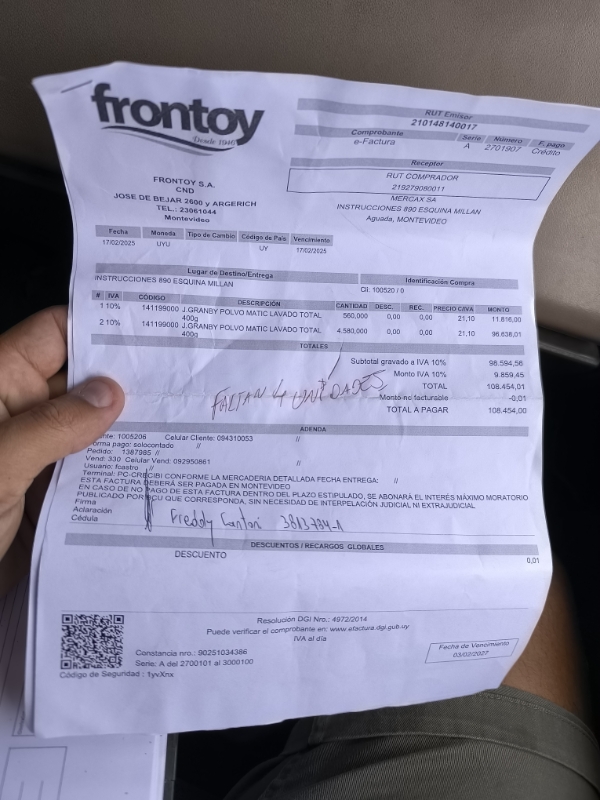 frontoy
Desde 1946
RUT Emisor
210148140017
Comprobante Serie Número F. pago
e-Factura A 2701907 Crédito
Receptor
RUT COMPRADOR
219279080011
MERCAX SA
INSTRUCCIONES 890 ESQUINA MILLAN
Aguada, MONTEVIDEO
FRONTOY S.A.
CND
JOSE DE BEJAR 2600 y ARGERICH
TEL.: 23051044
Montevideo
Fecha Moneda Tipo de Cambio Código de País Vencimiento
17/02/2025 UYU UY 17/02/2025
Lugar de Destino/Entrega Identificación Compra
INSTRUCCIONES 890 ESQUINA MILLAN CI: 100520 / 0
# IVA CÓDIGO DESCRIPCIÓN CANTIDAD DESC. REC. PRECIO C/IVA MONTO
1 10% 141199000 J.GRANBY POLVO MATIC LAVADO TOTAL 560,000 0,00 0,00 21,10 11.816,00
400g
2 10% 141199000 J.GRANBY POLVO MATIC LAVADO TOTAL 4.580,000 0,00 0,00 21,10 96.638,01
400g
TOTALES
Subtotal gravado a IVA 10% 98.594,56
Monto IVA 10% 9.859,45
TOTAL 108.454,01
Monto no facturable -0,01
TOTAL A PAGAR 108.454,00
FALTAN 4 UNIDADES
ADENDA
ente: 1005206 Celular Cliente: 094310053 //
orma pago: solocontado //
Pedido: 1387985 //
Vend: 330 Celular Vend: 092950861
Usuario: fcastro //
Terminal: PC-CRECIBI CONFORME LA MERCADERIA DETALLADA FECHA ENTREGA: //
ESTA FACTURA DEBERÁ SER PAGADA EN MONTEVIDEO
EN CASO DE NO PAGO DE ESTA FACTURA DENTRO DEL PLAZO ESTIPULADO, SE ABONARÁ EL INTERÉS MÁXIMO MORATORIO
PUBLICADO POR BCU QUE CORRESPONDA, SIN NECESIDAD DE INTERPELACIÓN JUDICIAL NI EXTRAJUDICIAL
Firma
Aclaración Freddy
Cédula
DESCUENTOS / RECARGOS GLOBALES
DESCUENTO 0,01
Resolución DGI Nro.: 4972/2014
Puede verificar el comprobante en: www.efactura.dgi.gub.uy
IVA al día
Constancia nro.: 90251034386
Serie: A del 2700101 al 3000100
Código de Seguridad : 1yvXnx
Fecha de Vencimiento
03/02/2027